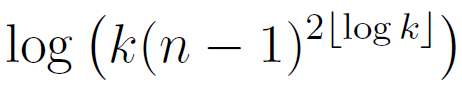 log (k(n − 1)^{2⌊log k⌋})